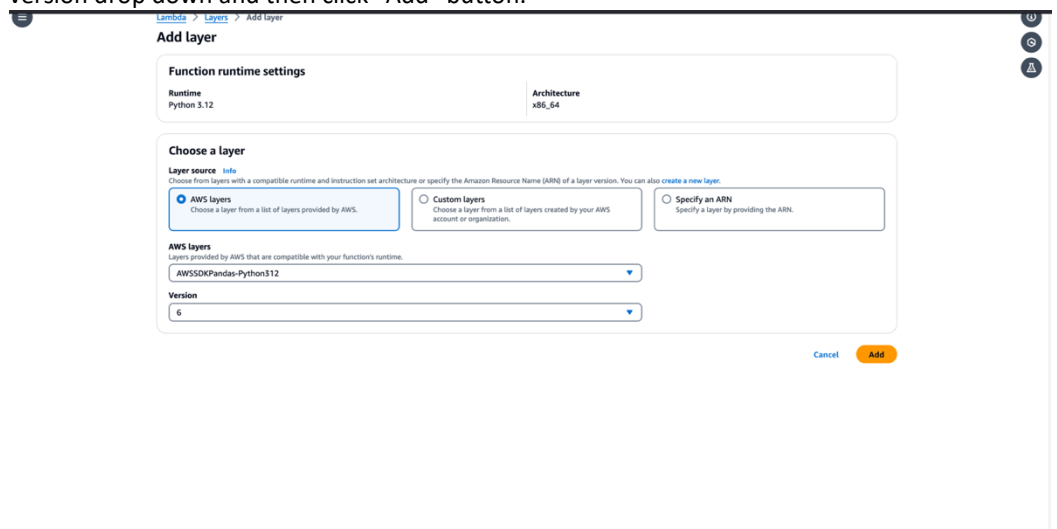 version drop down and then click "Add" button.
Lambda > Layers > Add layer
Add layer
Function runtime settings
Runtime
Python 3.12
Architecture
x86_64
Choose a layer
Layer source Info
Choose from layers with a compatible runtime and instruction set architecture or specify the Amazon Resource Name (ARN) of a layer version. You can also create a new layer.
AWS layers
Choose a layer from a list of layers provided by AWS.
Custom layers
Choose a layer from a list of layers created by your AWS
account or organization.
Specify an ARN
Specify a layer by providing the ARN.
AWS layers
Layers provided by AWS that are compatible with your function's runtime.
AWSSDKPandas-Python312
Version
6
Cancel
Add